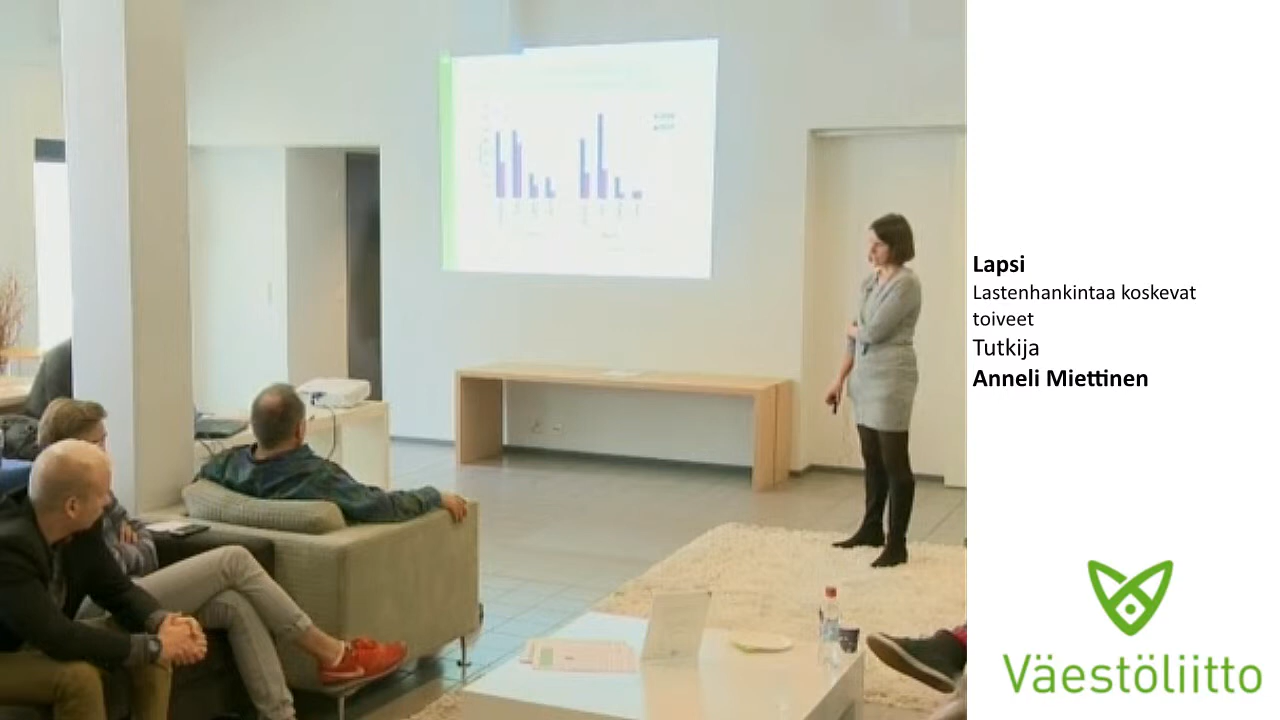 Lapsi
Lastenhankintaa koskevat
toiveet
Tutkija
Anneli Miettinen
Väestöliitto